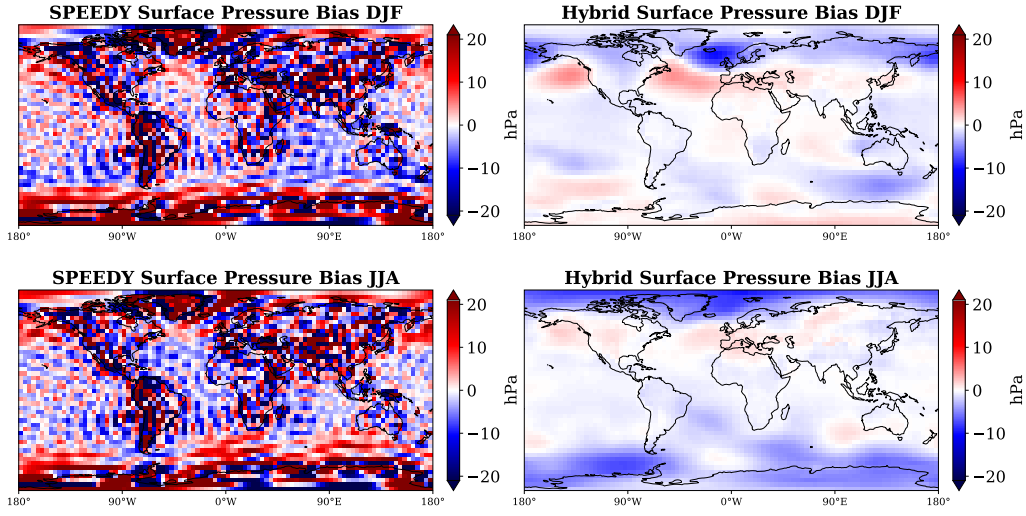 SPEEDY Surface Pressure Bias DJF
20
10
0
−10
−20
hPa
180°
90°W
0°W
90°E
180°
Hybrid Surface Pressure Bias DJF
20
10
0
−10
−20
hPa
180°
90°W
0°W
90°E
180°
SPEEDY Surface Pressure Bias JJA
20
10
0
−10
−20
hPa
180°
90°W
0°W
90°E
180°
Hybrid Surface Pressure Bias JJA
20
10
0
−10
−20
hPa
180°
90°W
0°W
90°E
180°